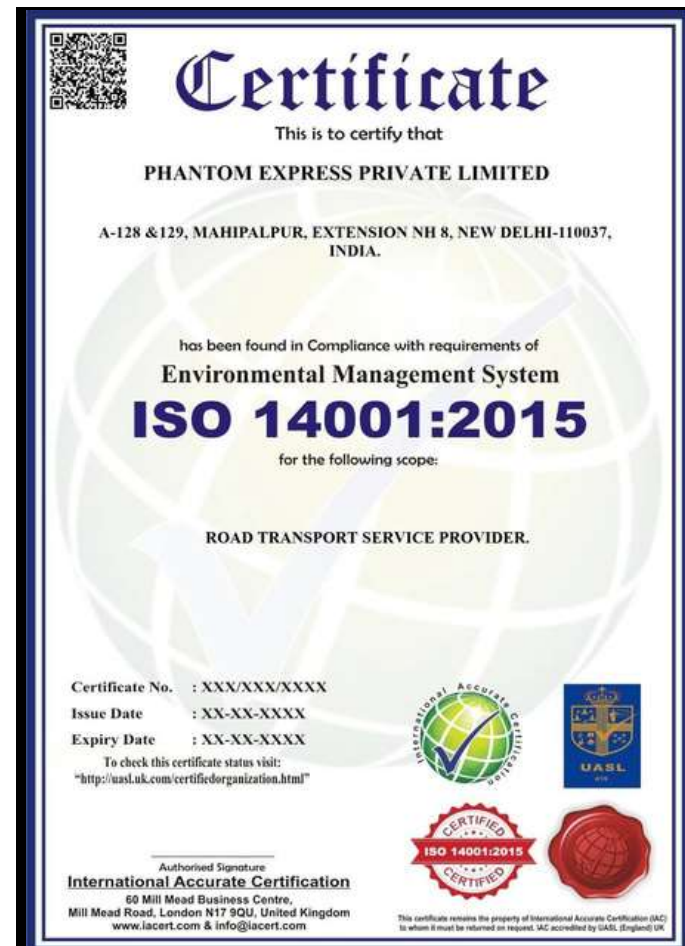 Certificate
This is to certify that
PHANTOM EXPRESS PRIVATE LIMITED
A-128 &129, MAHIPALPUR, EXTENSION NH 8, NEW DELHI-110037,
INDIA.
has been found in Compliance with requirements of
Environmental Management System
ISO 14001:2015
for the following scope:
ROAD TRANSPORT SERVICE PROVIDER.
Certificate No. : XXX/XXX/XXXX
Issue Date : XX-XX-XXXX
Expiry Date : XX-XX-XXXX
To check this
certificate status visit:
"http://uasl.uk.com/certifiedorganization.html"
International Accurate Certification
UASL
CERTIFIED
ISO 14001:2015
CERTIFIED
Authorised Signature
International Accurate Certification
60 Mill Mead Business Centre,
Mill Mead Road, London N17 9QU, United Kingdom
www.iacert.com & info@iacert.com
This certificate remains the property of International Accurate Certification (IAC)
to whom it must be returned on request. IAC accredited by UASL (England) UK